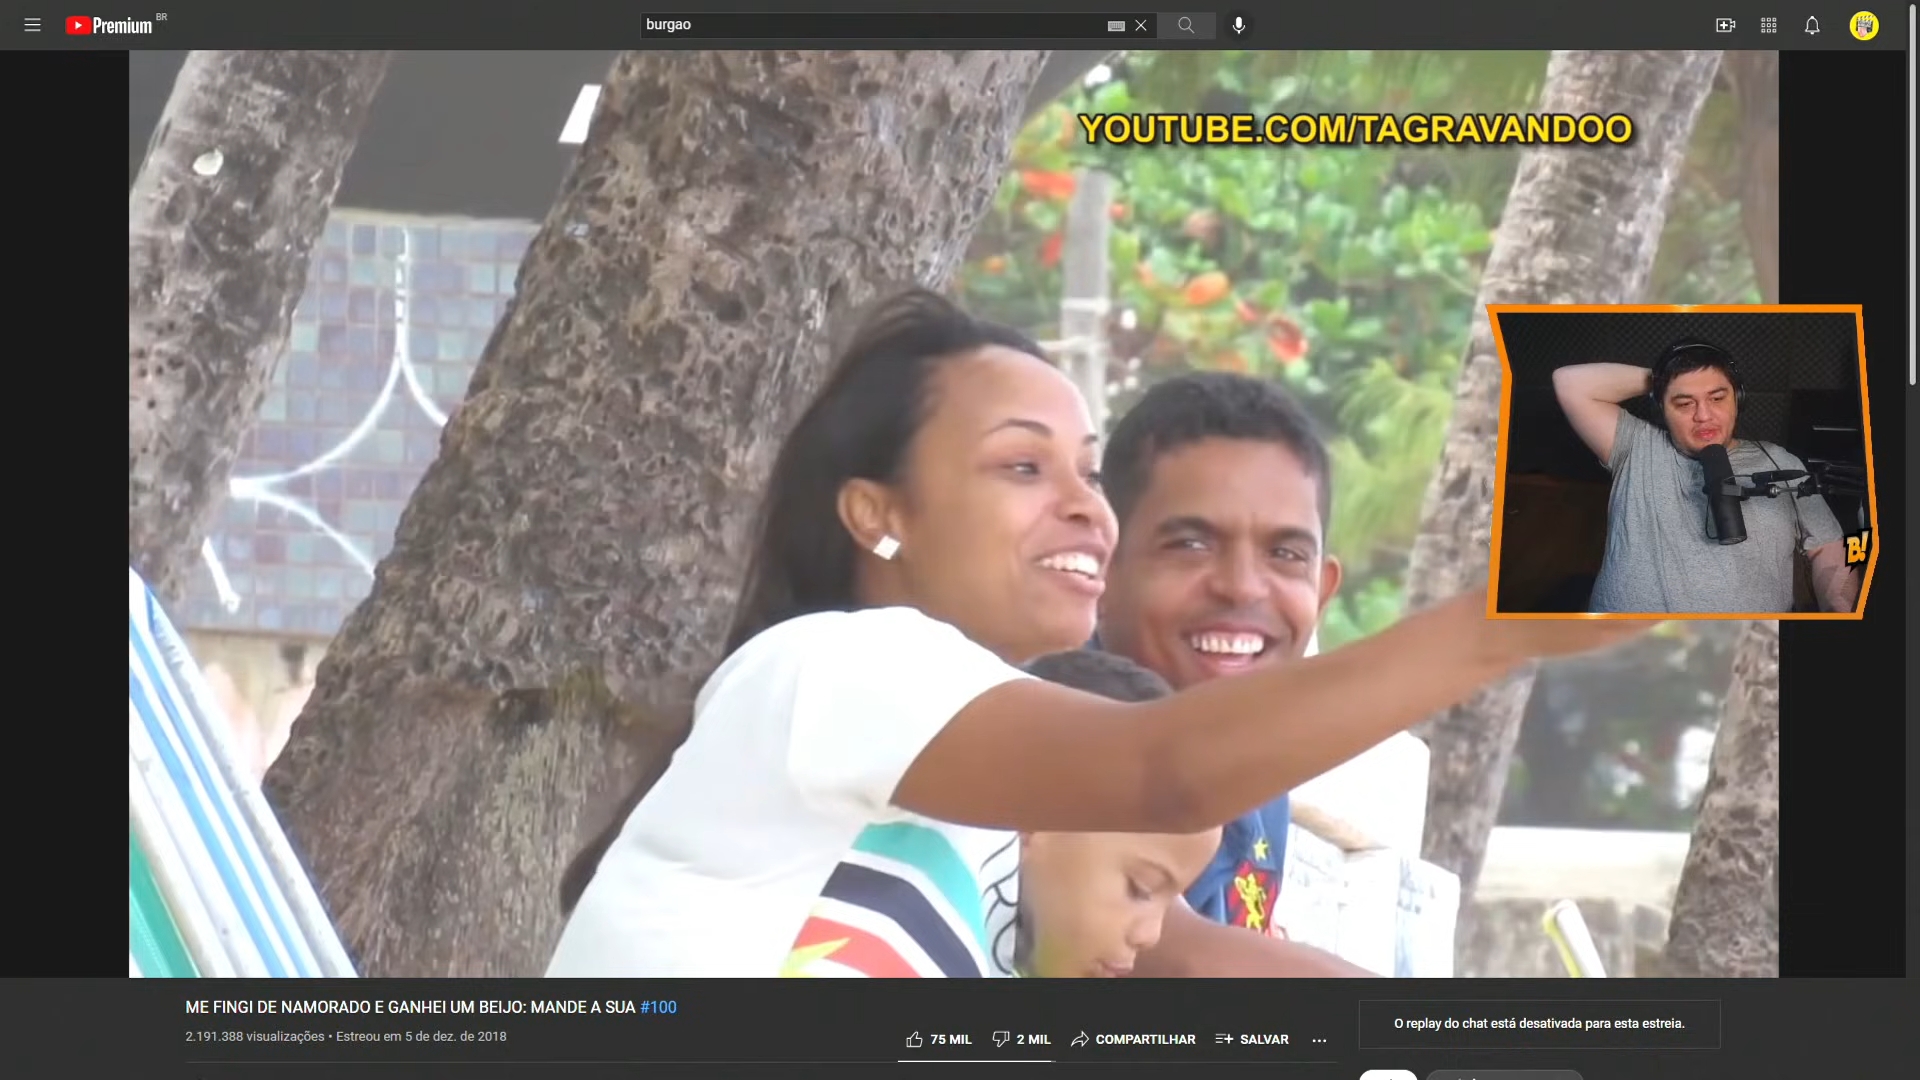 Premium BR
burgao
YOUTUBE.COM/TAGRAVANDOO
B!
ME FINGI DE NAMORADO E GANHEI UM BEIJO: MANDE A SUA #100
2.191.388 visualizações • Estreou em 5 de dez. de 2018
75 MIL
2 MIL
COMPARTILHAR
SALVAR
O replay do chat está desativada para esta estreia.